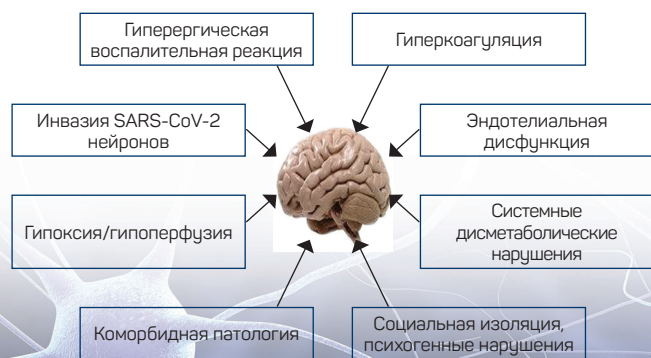 Гиперергическая
воспалительная реакция
Гиперкоагуляция
Инвазия SARS-CoV-2
нейронов
Эндотелиальная
дисфункция
Гипоксия/гипоперфузия
Системные
дисметаболические
нарушения
Коморбидная патология
Социальная изоляция,
психогенные нарушения